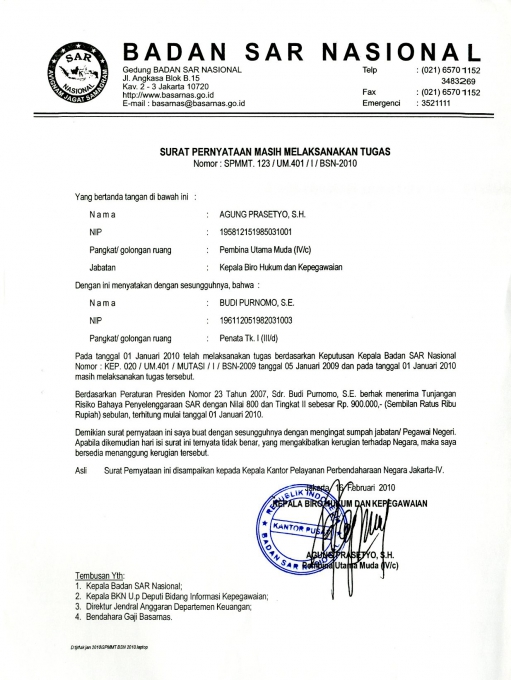 SAR
NASIONAL
AVIGNAM JAGAT SAMAGRAM
BADAN SAR NASIONAL
Gedung BADAN SAR NASIONAL
Jl. Angkasa Blok B.15
Kav. 2 - 3 Jakarta 10720
http://www.basarnas.go.id
E-mail : basarnas@basarnas.go.id
Telp : (021) 6570 1152
3483269
Fax : (021) 6570 1152
Emergenci : 3521111
SURAT PERNYATAAN MASIH MELAKSANAKAN TUGAS
Nomor : SPMMT. 123 / UM.401 / I / BSN-2010
Yang bertanda tangan di bawah ini :
N a m a : AGUNG PRASETYO, S.H.
NIP : 195812151985031001
Pangkat/ golongan ruang : Pembina Utama Muda (IV/c)
Jabatan : Kepala Biro Hukum dan Kepegawaian
Dengan ini menyatakan dengan sesungguhnya, bahwa :
N a m a : BUDI PURNOMO, S.E.
NIP : 196112051982031003
Pangkat/ golongan ruang : Penata Tk. I (III/d)
Pada tanggal 01 Januari 2010 telah melaksanakan tugas berdasarkan Keputusan Kepala Badan SAR Nasional
Nomor : KEP. 020 / UM.401 / MUTASI / I / BSN-2009 tanggal 05 Januari 2009 dan pada tanggal 01 Januari 2010
masih melaksanakan tugas tersebut.
Berdasarkan Peraturan Presiden Nomor 23 Tahun 2007, Sdr. Budi Purnomo, S.E. berhak menerima Tunjangan
Risiko Bahaya Penyelenggaraan SAR dengan Nilai 800 dan Tingkat II sebesar Rp. 900.000,- (Sembilan Ratus Ribu
Rupiah) sebulan, terhitung mulai tanggal 01 Januari 2010.
Demikian surat pernyataan ini saya buat dengan sesungguhnya dengan mengingat sumpah jabatan/ Pegawai Negeri.
Apabila dikemudian hari isi surat ini ternyata tidak benar, yang mengakibatkan kerugian terhadap Negara, maka saya
bersedia menanggung kerugian tersebut.
Asli Surat Pernyataan ini disampaikan kepada Kepala Kantor Pelayanan Perbendaharaan Negara Jakarta-IV.
Jakarta, Februari 2010
KEPALA BIRO HUKUM DAN KEPEGAWAIAN
REPUBLIK INDONESIA
KANTOR PUSAT
BADAN SAR NASIONAL
AGUNG PRASETYO, S.H.
Pembina Utama Muda (IV/c)
Tembusan Yth:
1. Kepala Badan SAR Nasional;
2. Kepala BKN U.p Deputi Bidang Informasi Kepegawaian;
3. Direktur Jendral Anggaran Departemen Keuangan;
4. Bendahara Gaji Basarnas.